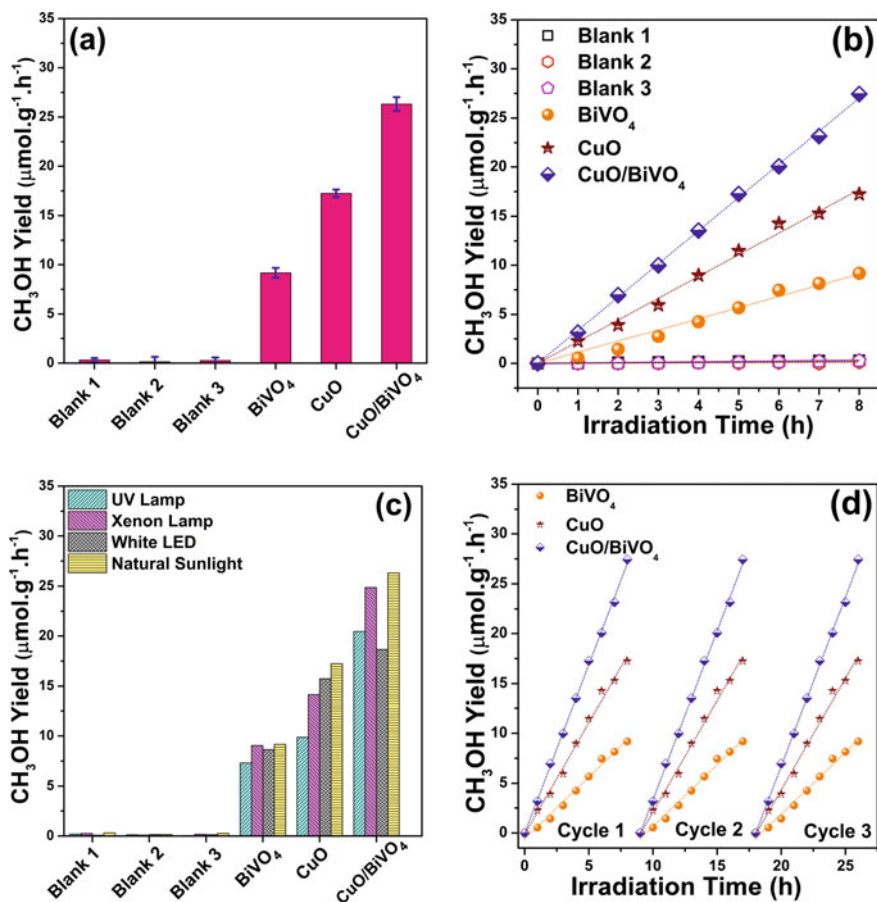 (a)
CH₃OH Yield (μmol.g⁻¹.h⁻¹)
35
30
25
20
15
10
5
0
Blank 1
Blank 2
Blank 3
BiVO₄
CuO
CuO/BiVO₄
(b)
CH₃OH Yield (μmol.g⁻¹.h⁻¹)
35
30
25
20
15
10
5
0
Blank 1
Blank 2
Blank 3
BiVO₄
CuO
CuO/BiVO₄
0 1 2 3 4 5 6 7 8
Irradiation Time (h)
(c)
CH₃OH Yield (μmol.g⁻¹.h⁻¹)
35
30
25
20
15
10
5
0
UV Lamp
Xenon Lamp
White LED
Natural Sunlight
Blank 1
Blank 2
Blank 3
BiVO₄
CuO
CuO/BiVO₄
(d)
CH₃OH Yield (μmol.g⁻¹.h⁻¹)
35
30
25
20
15
10
5
0
BiVO₄
CuO
CuO/BiVO₄
Cycle 1 Cycle 2 Cycle 3
0 5 10 15 20 25
Irradiation Time (h)